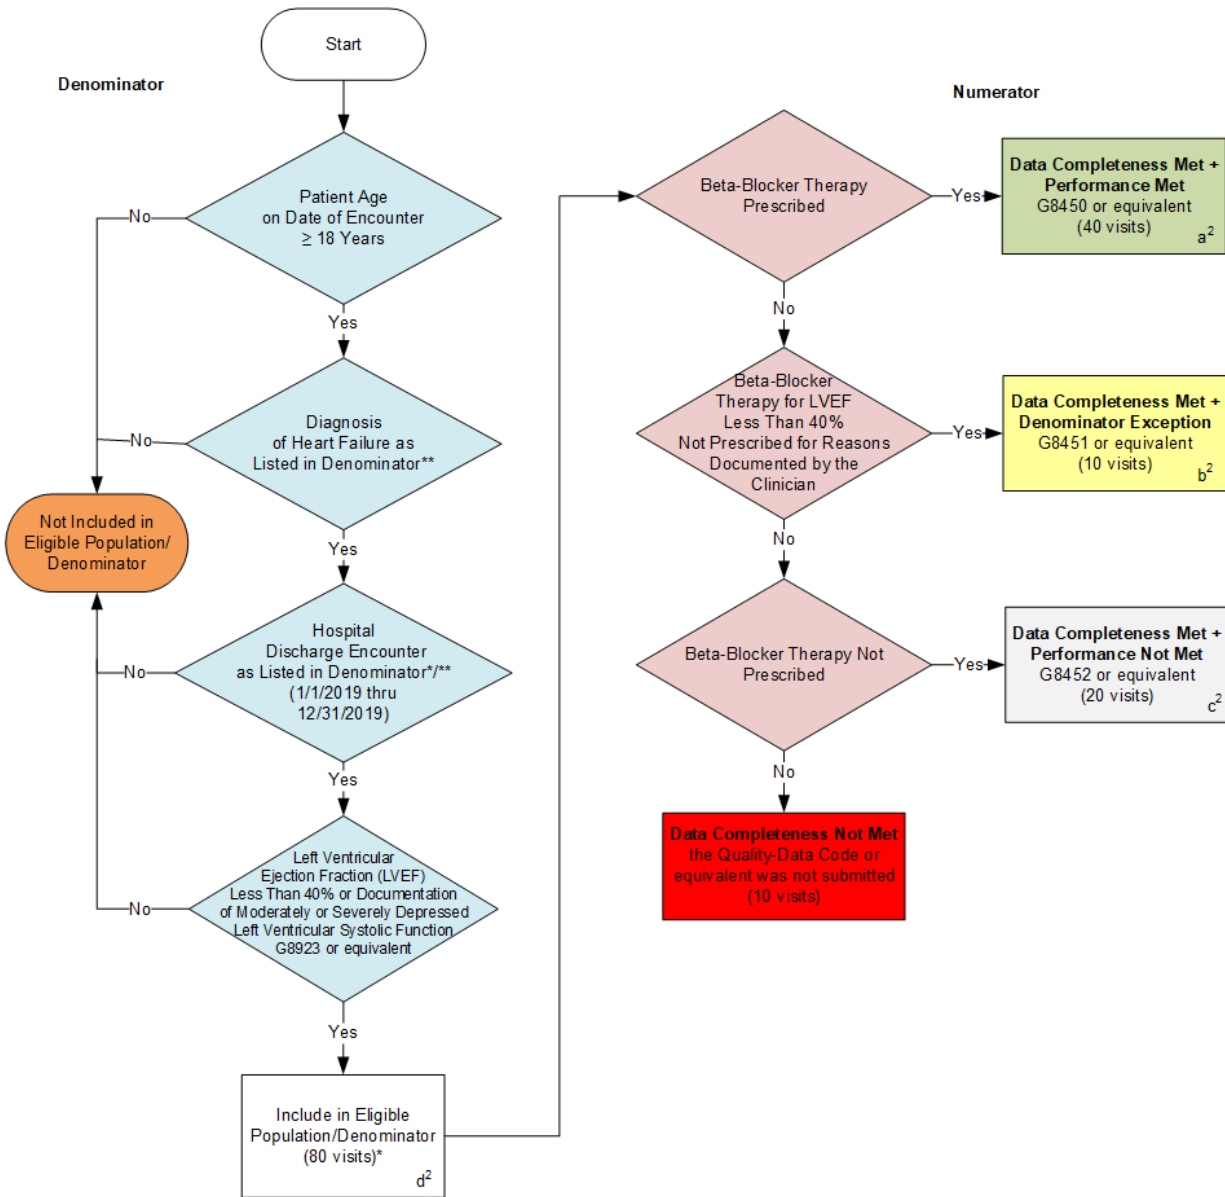 Start
Denominator
Patient Age
on Date of Encounter
≥ 18 Years
No
Yes
Diagnosis
of Heart Failure as
Listed in Denominator**
No
Yes
Not Included in
Eligible Population/
Denominator
Hospital
Discharge Encounter
as Listed in Denominator*/**
(1/1/2019 thru
12/31/2019)
No
Yes
Left Ventricular
Ejection Fraction (LVEF)
Less Than 40% or Documentation
of Moderately or Severely Depressed
Left Ventricular Systolic Function
G8923 or equivalent
No
Yes
Include in Eligible
Population/Denominator
(80 visits)*
d²
Numerator
Beta-Blocker Therapy
Prescribed
Yes
Data Completeness Met +
Performance Met
G8450 or equivalent
(40 visits)
a²
No
Beta-Blocker
Therapy for LVEF
Less Than 40%
Not Prescribed for Reasons
Documented by the
Clinician
Yes
Data Completeness Met +
Denominator Exception
G8451 or equivalent
(10 visits)
b²
No
Beta-Blocker Therapy Not
Prescribed
Yes
Data Completeness Met +
Performance Not Met
G8452 or equivalent
(20 visits)
c²
No
Data Completeness Not Met
the Quality-Data Code or
equivalent was not submitted
(10 visits)